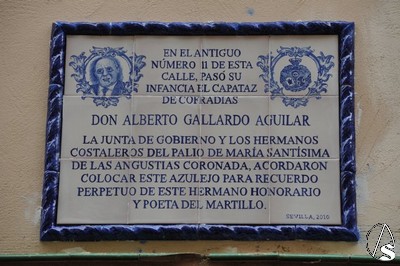 EN EL ANTIGUO
NÚMERO 11 DE ESTA
CALLE, PASÓ SU
INFANCIA EL CAPATAZ
DE COFRADÍAS
DON ALBERTO GALLARDO AGUILAR
LA JUNTA DE GOBIERNO Y LOS HERMANOS
COSTALEROS DEL PALIO DE MARÍA SANTÍSIMA
DE LAS ANGUSTIAS CORONADA, ACORDARON
COLOCAR ESTE AZULEJO PARA RECUERDO
PERPETUO DE ESTE HERMANO HONORARIO
Y POETA DEL MARTILLO.
SEVILLA, 2010